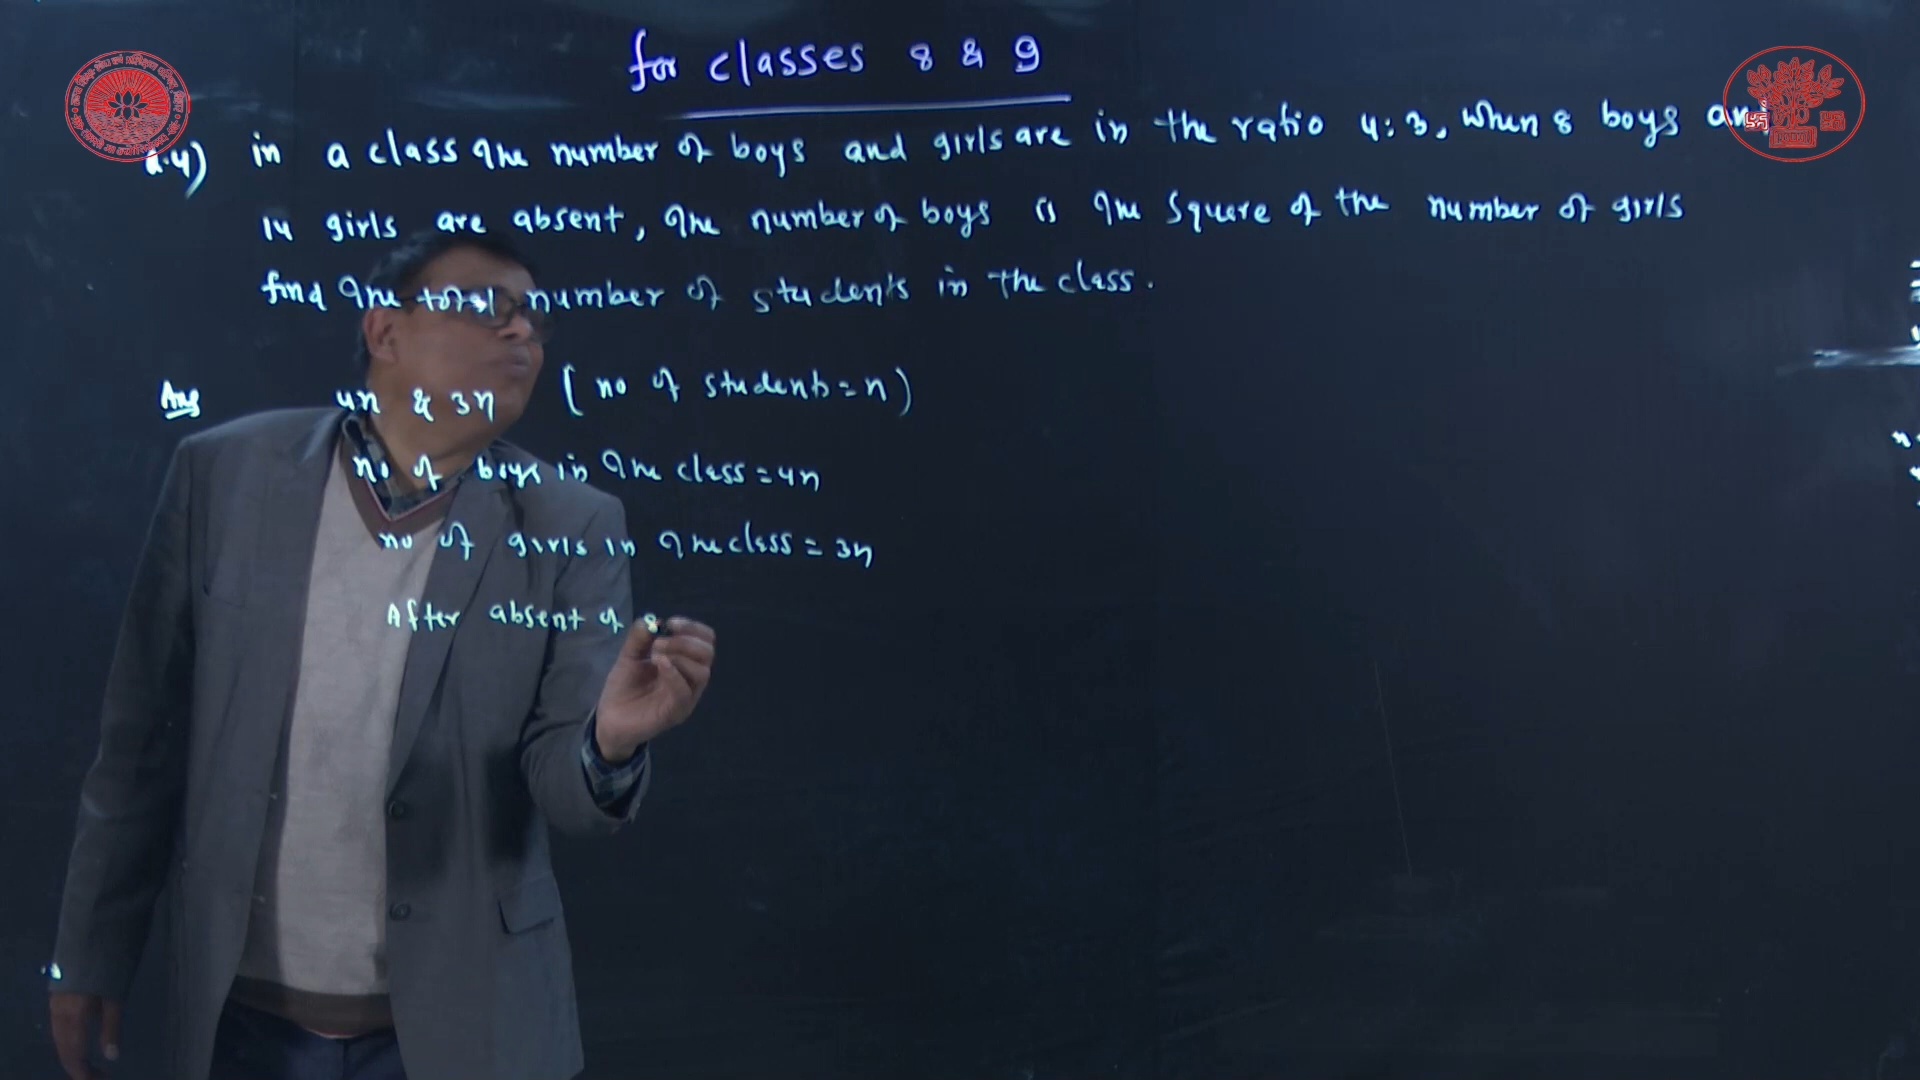 for classes 8 & 9
Q.4) in a class the number of boys and girls are in the ratio 4:3, when 8 boys and
14 girls are absent, the number of boys is the square of the number of girls
find the total number of students in the class.
Ans 4n & 3n (no of students = n)
no of boys in the class = 4n
no of girls in the class = 3n
After absent of 8